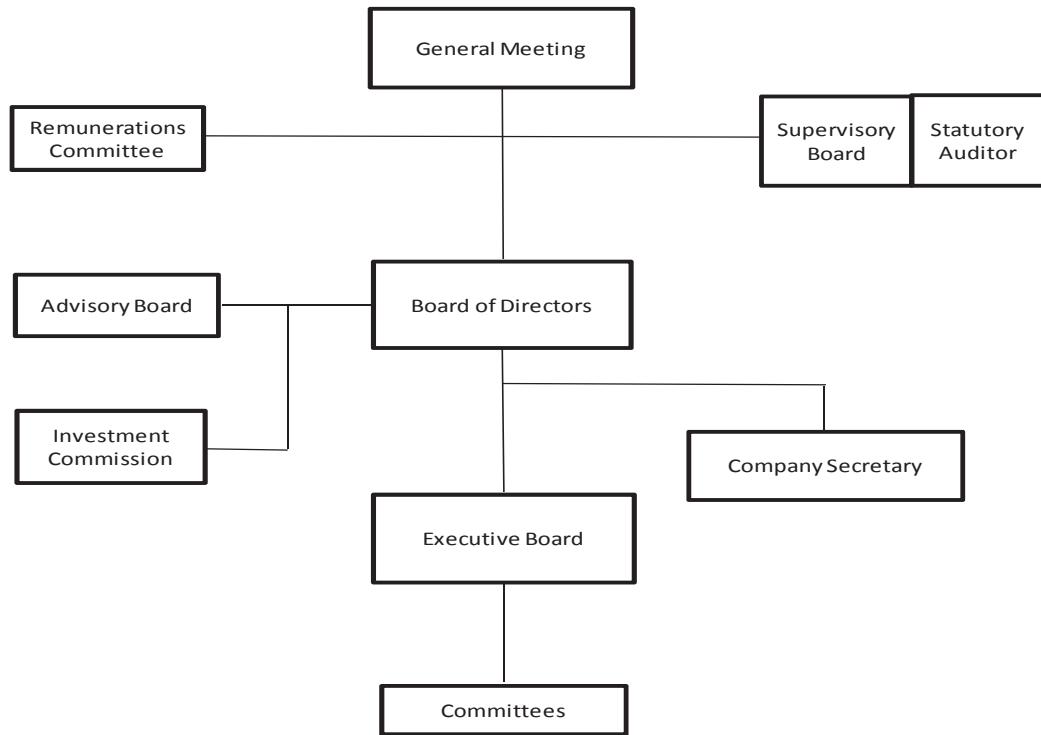 General Meeting
Remunerations
Committee
Supervisory
Board
Statutory
Auditor
Advisory Board
Board of Directors
Investment
Commission
Company Secretary
Executive Board
Committees